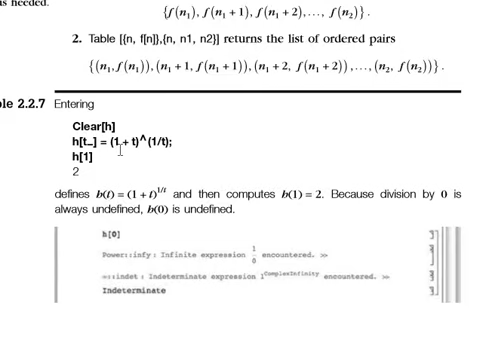 is needed.
{f(n₁), f(n₁ + 1), f(n₁ + 2), ..., f(n₂)}.
2. Table [{n, f[n]},{n, n1, n2}] returns the list of ordered pairs
{(n₁, f(n₁)), (n₁ + 1, f(n₁ + 1)), (n₁ + 2, f(n₁ + 2)), ..., (n₂, f(n₂))}.
ple 2.2.7 Entering
Clear[h]
h[t_] = (1 + t)^(1/t);
h[1]
2
defines h(t) = (1 + t)^1/t and then computes h(1) = 2. Because division by 0 is
always undefined, h(0) is undefined.
h[0]
Power::infy : Infinite expression 1/0 encountered. ≫
∞::indet : Indeterminate expression 1^ComplexInfinity encountered. ≫
Indeterminate